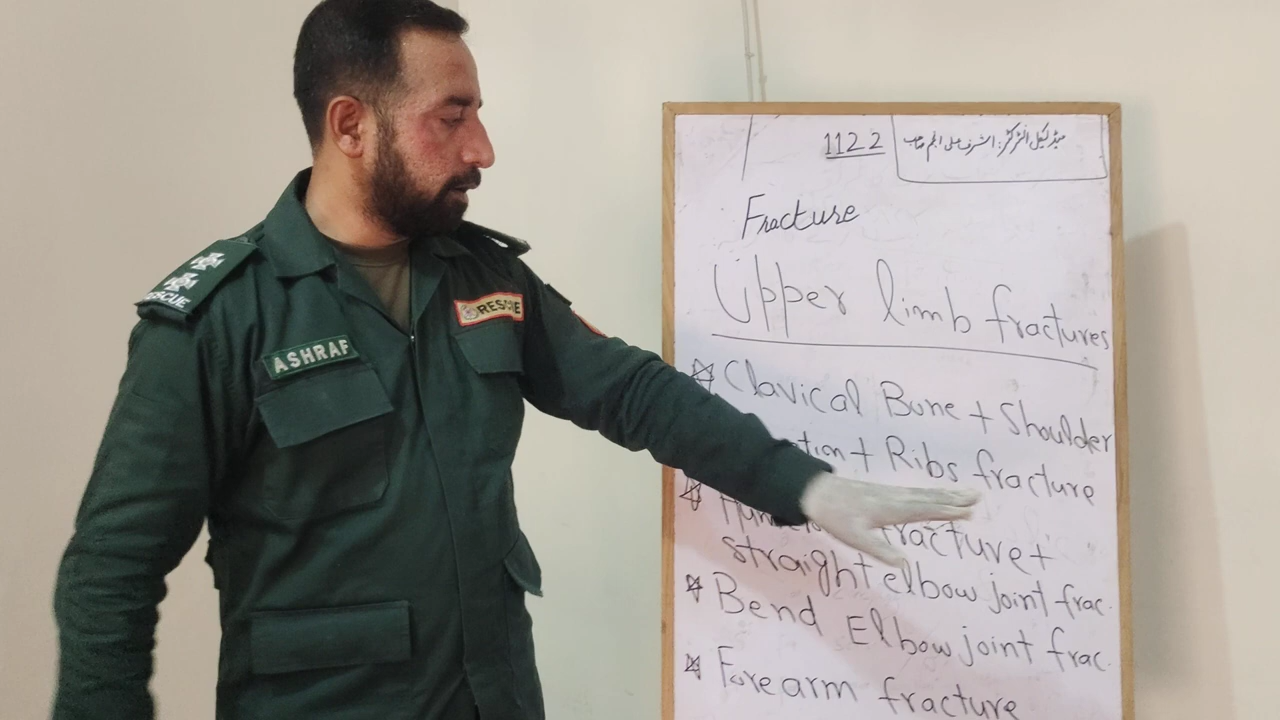 1122
میڈیکل انسٹرکٹر: اشرف علی انجم صاحب
Fracture
Upper limb fractures
Clavical Bone + Shoulder
+ Ribs fracture
fracture +
straight elbow joint frac.
Bend Elbow joint frac.
Forearm fracture
RESCUE
ASHRAF
RESCUE